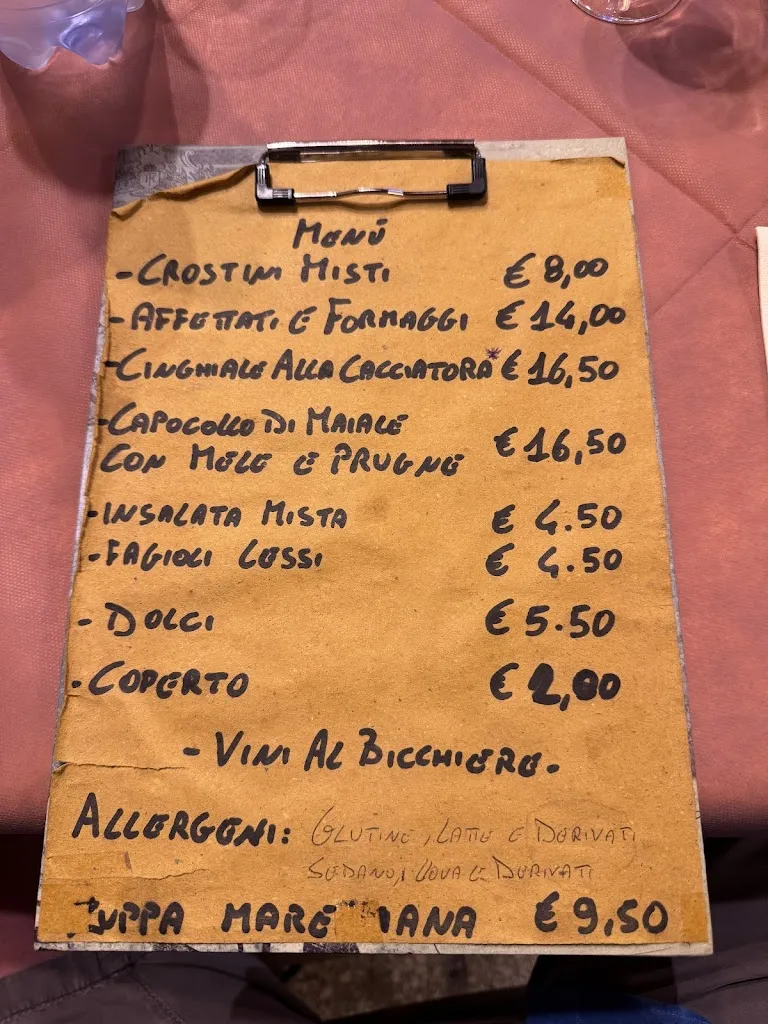 Menù
- Crostini Misti € 8,00
- Affettati e Formaggi € 14,00
- Cinghiale Alla Cacciatora* € 16,50
- Capocollo Di Maiale
Con Mele e Prugne € 16,50
- Insalata Mista € 4.50
- Fagioli Lessi € 4.50
- Dolci € 5.50
- Coperto € 2,00
- Vini Al Bicchiere -
Allergeni: Glutine, Latte e Derivati
Sedano, Uova e Derivati
€ 9,50